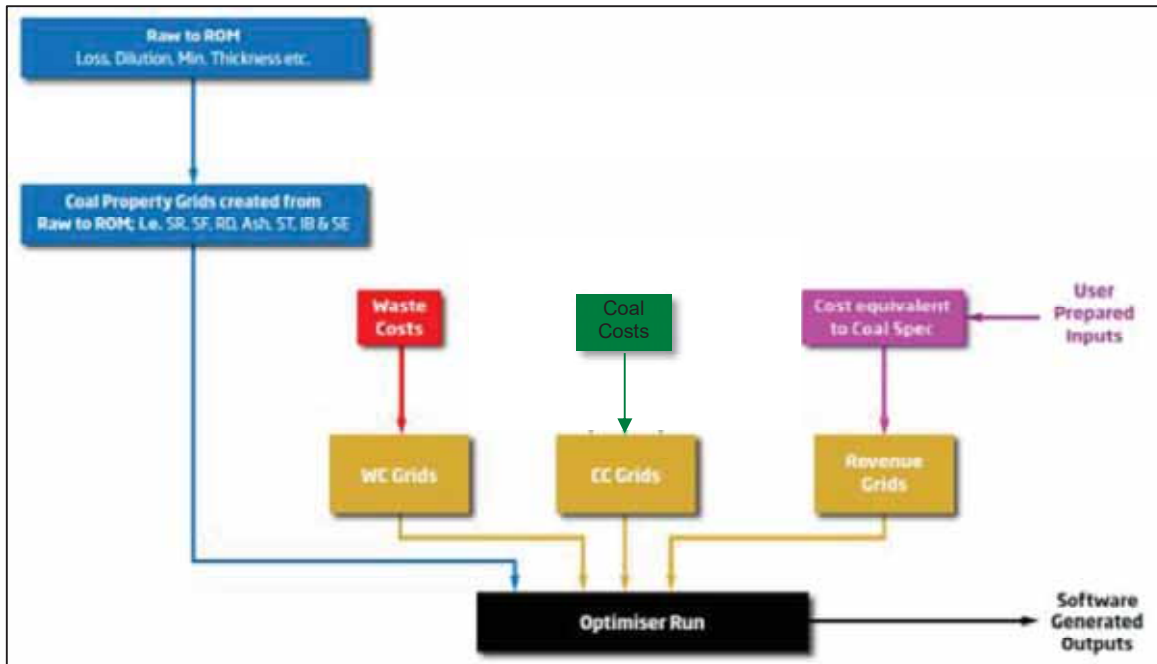 Raw to ROM
Loss, Dilution, Min. Thickness etc.
Coal Property Grids created from
Raw to ROM; i.e. SR, SF, RD, Ash, ST, IB & SE
Waste
Costs
Coal
Costs
Cost equivalent
to Coal Spec
User
Prepared
Inputs
WC Grids
CC Grids
Revenue
Grids
Optimiser Run
Software
Generated
Outputs